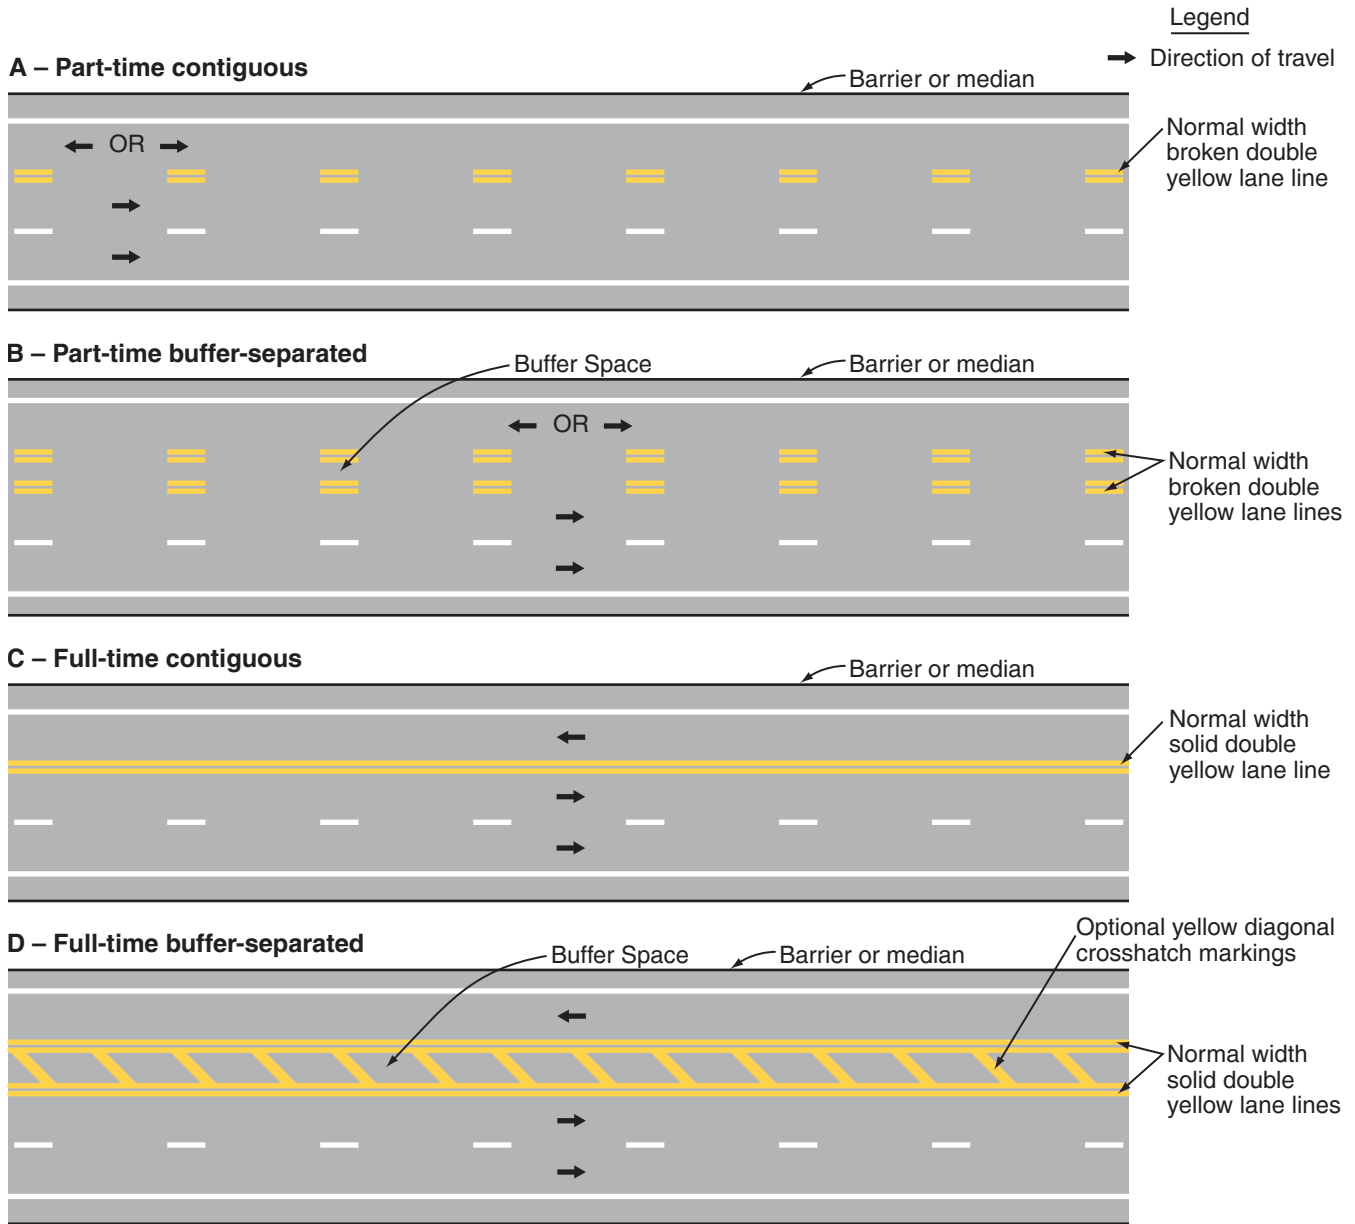 Legend
Direction of travel
A – Part-time contiguous
Barrier or median
OR
Normal width
broken double
yellow lane line
B – Part-time buffer-separated
Buffer Space
Barrier or median
OR
Normal width
broken double
yellow lane lines
C – Full-time contiguous
Barrier or median
Normal width
solid double
yellow lane line
D – Full-time buffer-separated
Buffer Space
Barrier or median
Optional yellow diagonal
crosshatch markings
Normal width
solid double
yellow lane lines